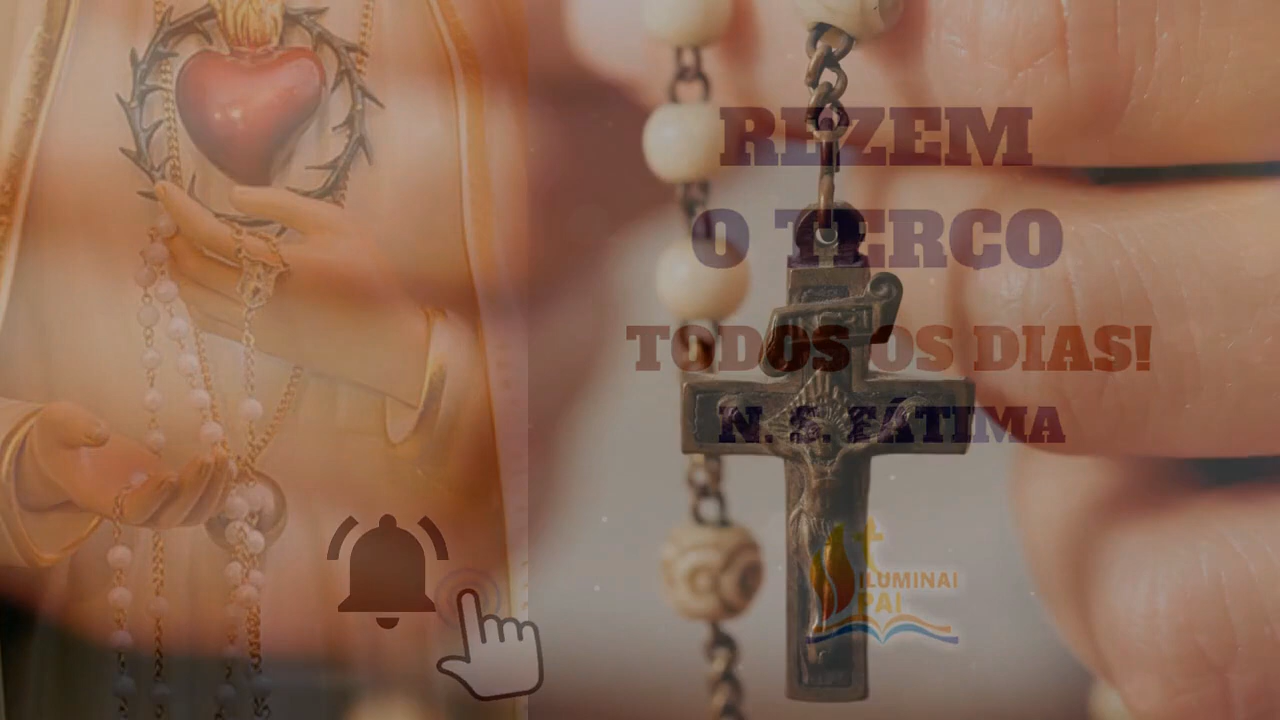 REZEM
O TERÇO
TODOS OS DIAS!
N. S. FÁTIMA
ILUMINAI
PAI